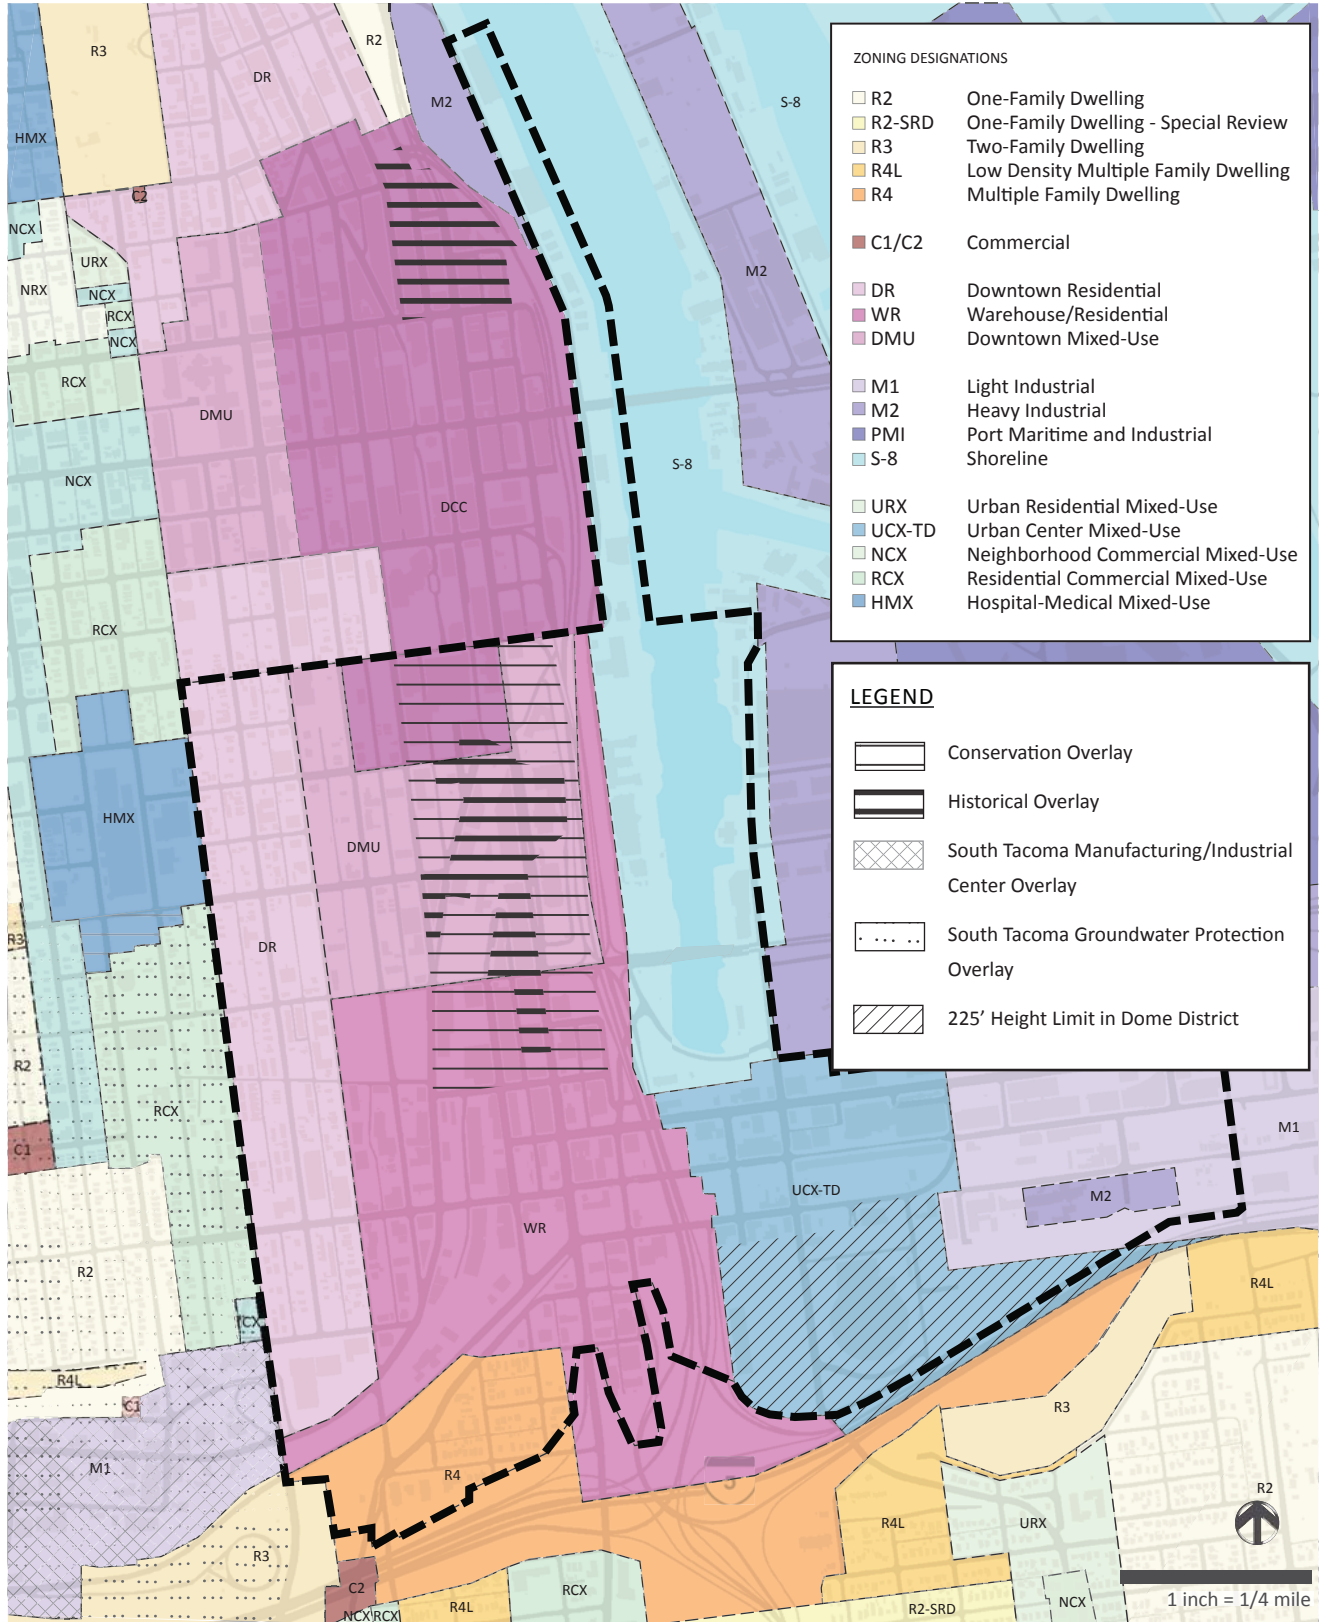 ZONING DESIGNATIONS
R2 One-Family Dwelling
R2-SRD One-Family Dwelling - Special Review
R3 Two-Family Dwelling
R4L Low Density Multiple Family Dwelling
R4 Multiple Family Dwelling
C1/C2 Commercial
DR Downtown Residential
WR Warehouse/Residential
DMU Downtown Mixed-Use
M1 Light Industrial
M2 Heavy Industrial
PMI Port Maritime and Industrial
S-8 Shoreline
URX Urban Residential Mixed-Use
UCX-TD Urban Center Mixed-Use
NCX Neighborhood Commercial Mixed-Use
RCX Residential Commercial Mixed-Use
HMX Hospital-Medical Mixed-Use
LEGEND
Conservation Overlay
Historical Overlay
South Tacoma Manufacturing/Industrial
Center Overlay
South Tacoma Groundwater Protection
Overlay
225' Height Limit in Dome District
R3
R2
DR
M2
S-8
HMX
C2
NCX
URX
M2
NRX
NCX
RCX
NCX
RCX
DMU
S-8
NCX
DCC
RCX
HMX
DMU
R3
DR
R2
RCX
C1
M1
UCX-TD
M2
WR
R2
R4L
CX
R4L
C1
R3
M1
R4
5
R2
R4L
URX
R3
C2
RCX
NCX
NCX RCX
R4L
R2-SRD
1 inch = 1/4 mile